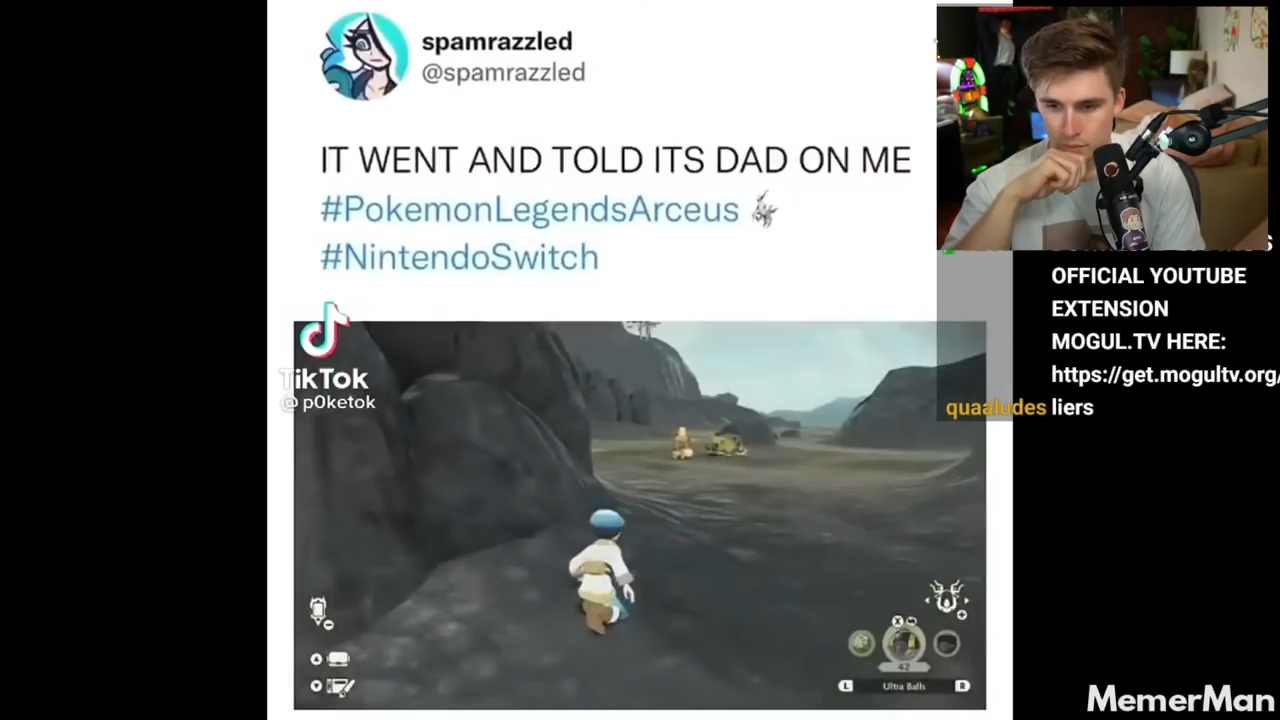 spamrazzled
@spamrazzled
IT WENT AND TOLD ITS DAD ON ME
#PokemonLegendsArceus
#NintendoSwitch
TikTok
@ p0ketok
OFFICIAL YOUTUBE
EXTENSION
MOGUL.TV HERE:
https://get.mogultv.org/
quaaludes liers
X
42
L Ultra Balls R
MemerMan